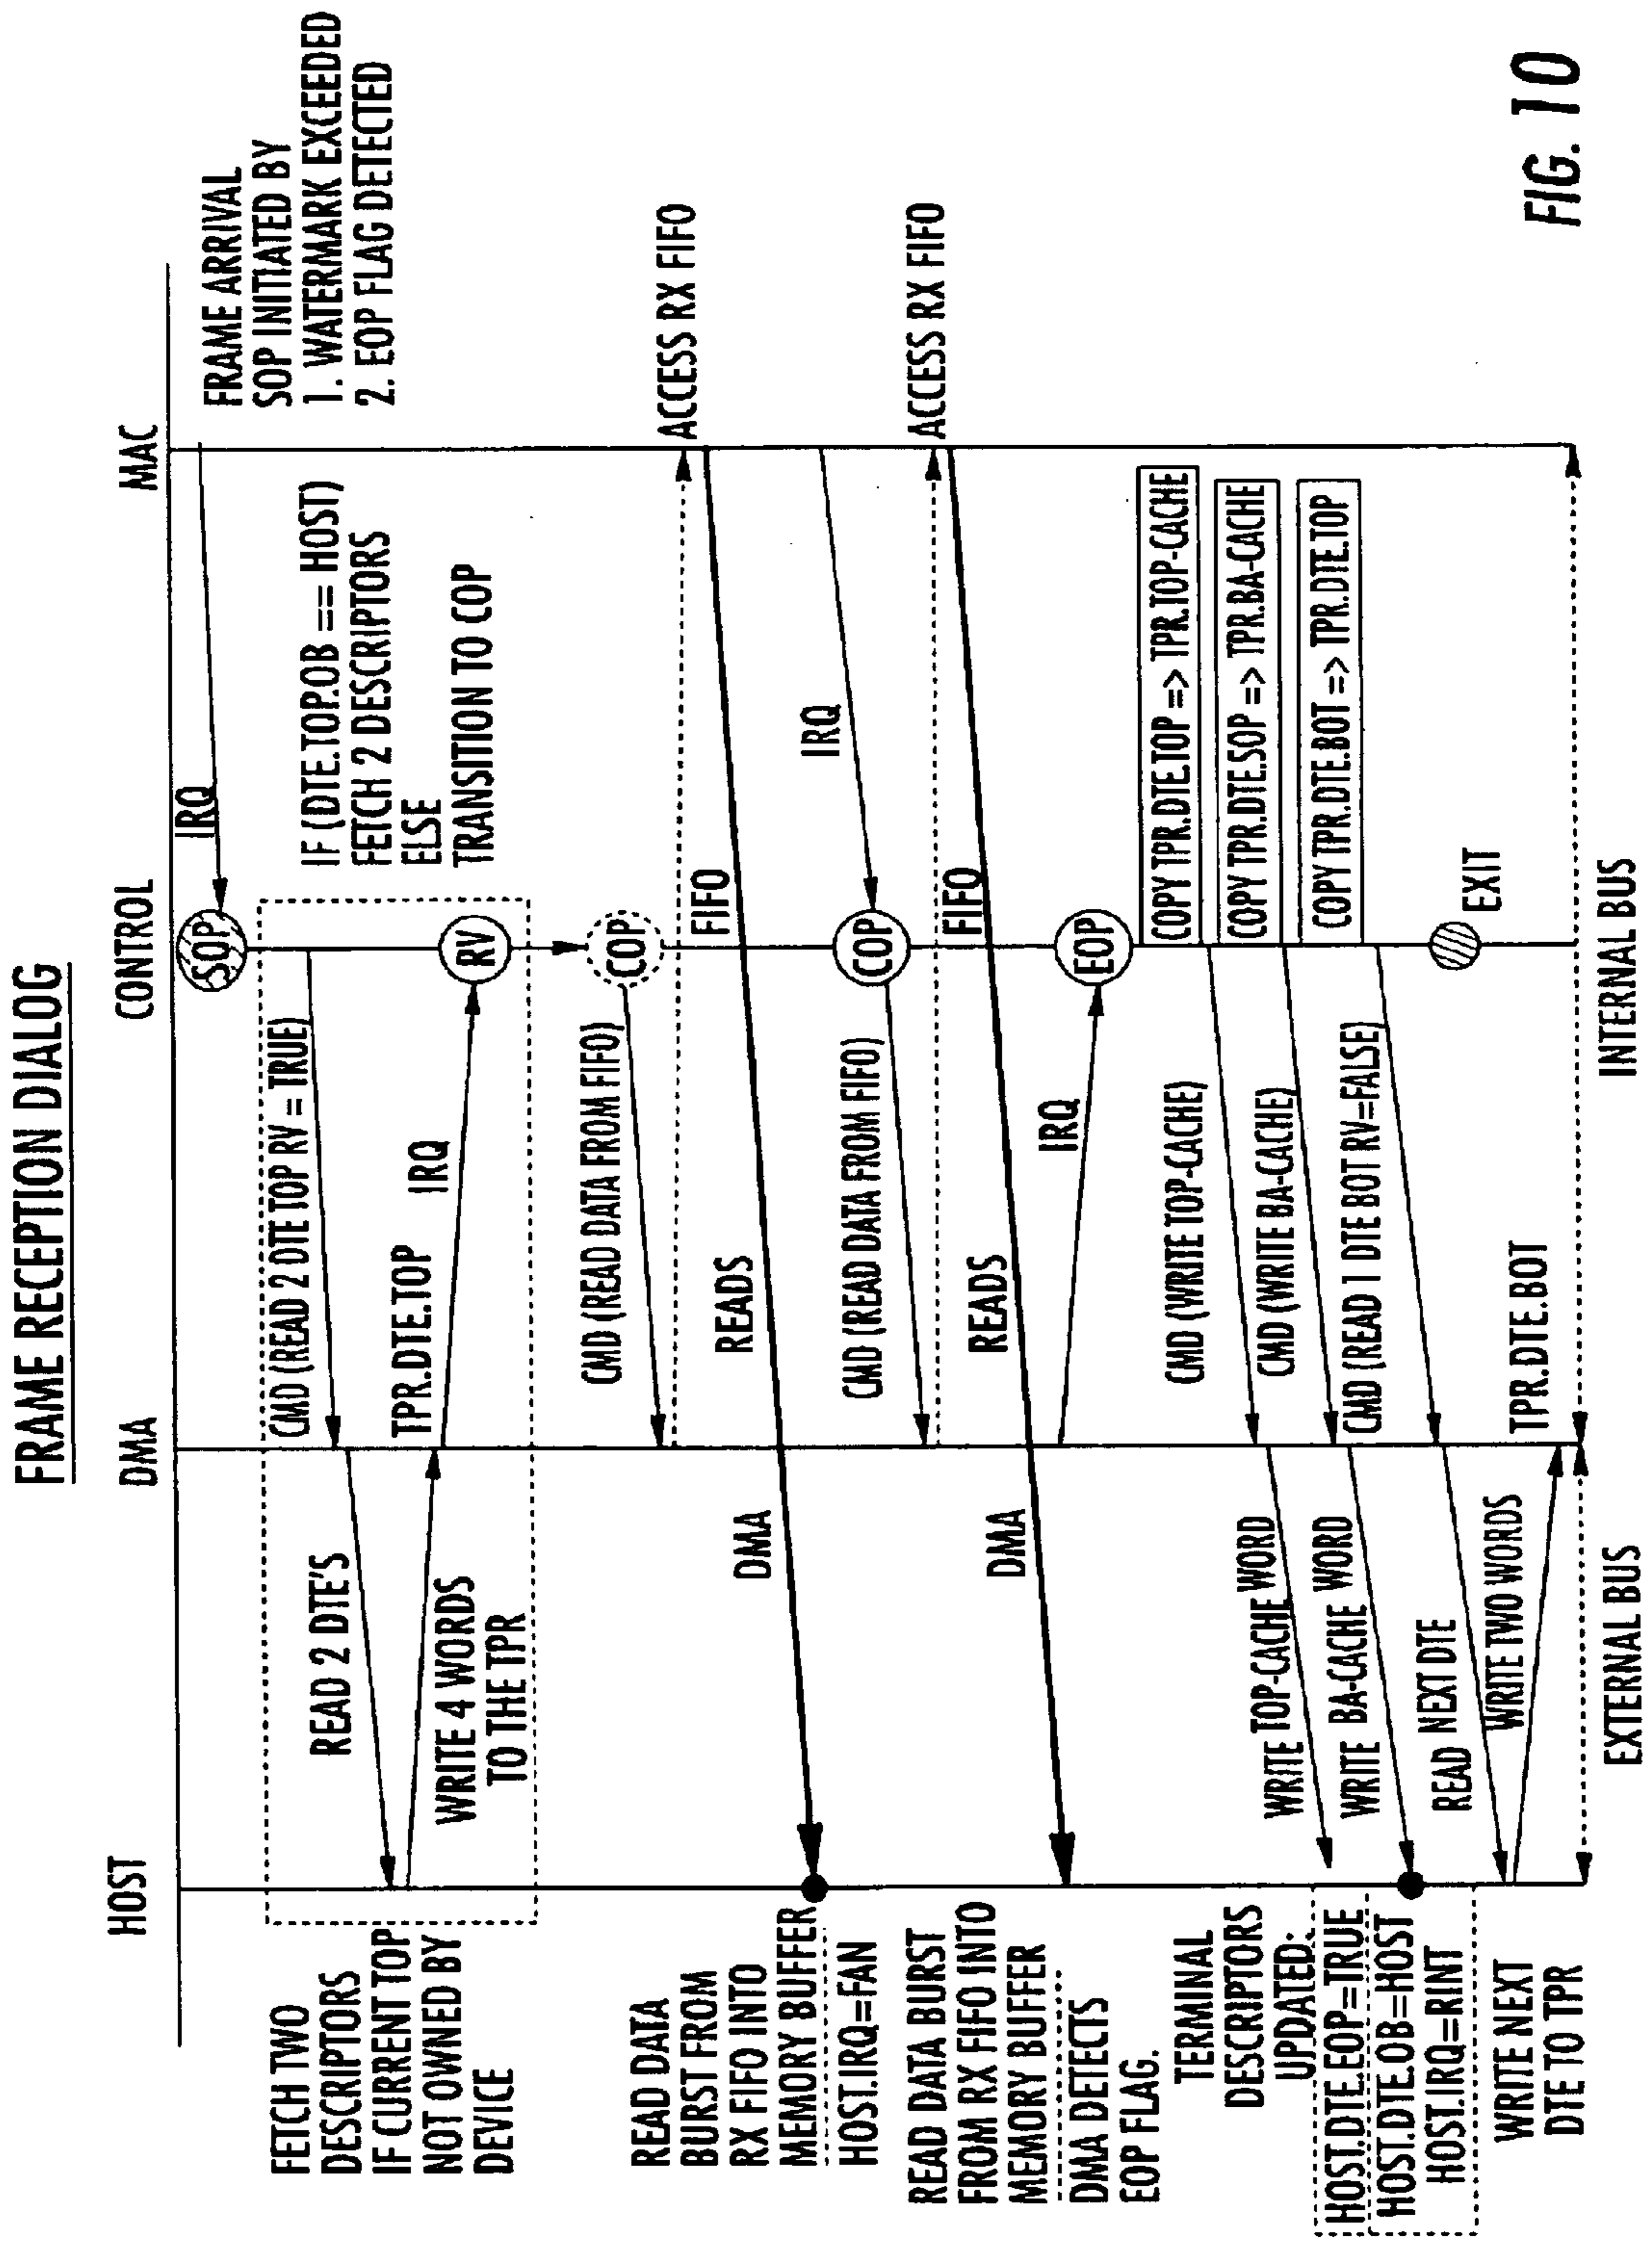 FRAME RECEPTION DIALOG
HOST
DMA
CONTROL
MAC
FRAME ARRIVAL
SOP INITIATED BY
1. WATERMARK EXCEEDED
2. EOP FLAG DETECTED
IRQ
SOP
FETCH TWO
DESCRIPTORS
IF CURRENT TOP
NOT OWNED BY
DEVICE
READ 2 DTE'S
WRITE 4 WORDS
TO THE TPR
CMD (READ 2 DTE TOP RV = TRUE)
TPR.DTE.TOP
IRQ
RV
IF (DTE.TOP.OB == HOST)
FETCH 2 DESCRIPTORS
ELSE
TRANSITION TO COP
COP
CMD (READ DATA FROM FIFO)
ACCESS RX FIFO
FIFO
READS
DMA
READ DATA
BURST FROM
RX FIFO INTO
MEMORY BUFFER
HOST.IRQ=FAN
IRQ
COP
CMD (READ DATA FROM FIFO)
ACCESS RX FIFO
FIFO
READS
DMA
READ DATA BURST
FROM RX FIFO INTO
MEMORY BUFFER
DMA DETECTS
EOP FLAG.
IRQ
EOP
COPY TPR.DTE.TOP => TPR.TOP-CACHE
COPY TPR.DTE.SOP => TPR.BA-CACHE
COPY TPR.DTE.BOT => TPR.DTE.TOP
CMD (WRITE TOP-CACHE)
CMD (WRITE BA-CACHE)
CMD (READ 1 DTE BOT RV=FALSE)
WRITE TOP-CACHE WORD
WRITE BA-CACHE WORD
READ NEXT DTE
WRITE TWO WORDS
TERMINAL
DESCRIPTORS
UPDATED:
HOST.DTE.EOP=TRUE
HOST.DTE.OB=HOST
HOST.IRQ=RINT
WRITE NEXT
DTE TO TPR
TPR.DTE.BOT
EXIT
EXTERNAL BUS
INTERNAL BUS
FIG. 10